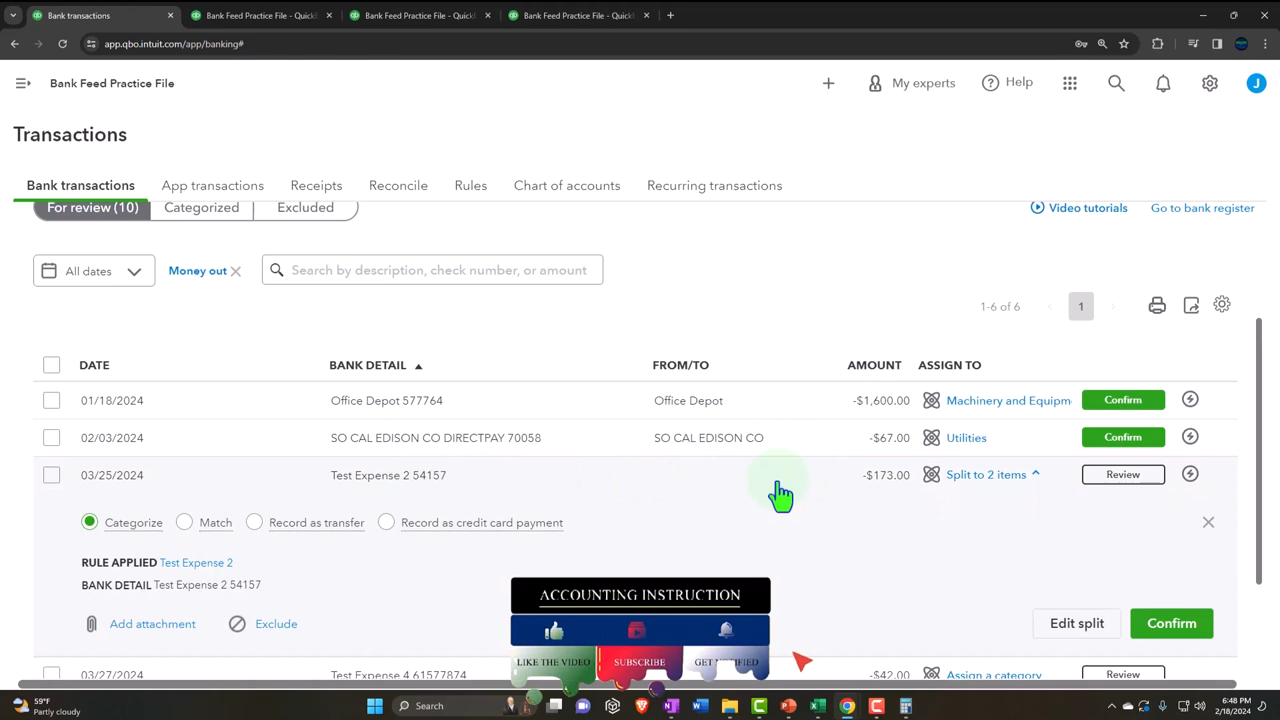 Bank transactions
Bank Feed Practice File - Quick
Bank Feed Practice File - Quick
Bank Feed Practice File - Quick
app.qbo.intuit.com/app/banking#
Bank Feed Practice File
My experts
Help
J
Transactions
Bank transactions
App transactions
Receipts
Reconcile
Rules
Chart of accounts
Recurring transactions
For review (10)
Categorized
Excluded
Video tutorials
Go to bank register
All dates
Money out
Search by description, check number, or amount
1-6 of 6
1
DATE BANK DETAIL FROM/TO AMOUNT ASSIGN TO
01/18/2024 Office Depot 577764 Office Depot -$1,600.00 Machinery and Equipm Confirm
02/03/2024 SO CAL EDISON CO DIRECTPAY 70058 SO CAL EDISON CO -$67.00 Utilities Confirm
03/25/2024 Test Expense 2 54157 -$173.00 Split to 2 items Review
Categorize Match Record as transfer Record as credit card payment
RULE APPLIED Test Expense 2
BANK DETAIL Test Expense 2 54157
Add attachment
Exclude
Edit split
Confirm
ACCOUNTING INSTRUCTION
LIKE THE VIDEO
SUBSCRIBE
GET NOTIFIED
03/27/2024 Test Expense 4 61577874 -$42.00 Assign a category Review
59°F
Partly cloudy
Search
6:48 PM
2/18/2024